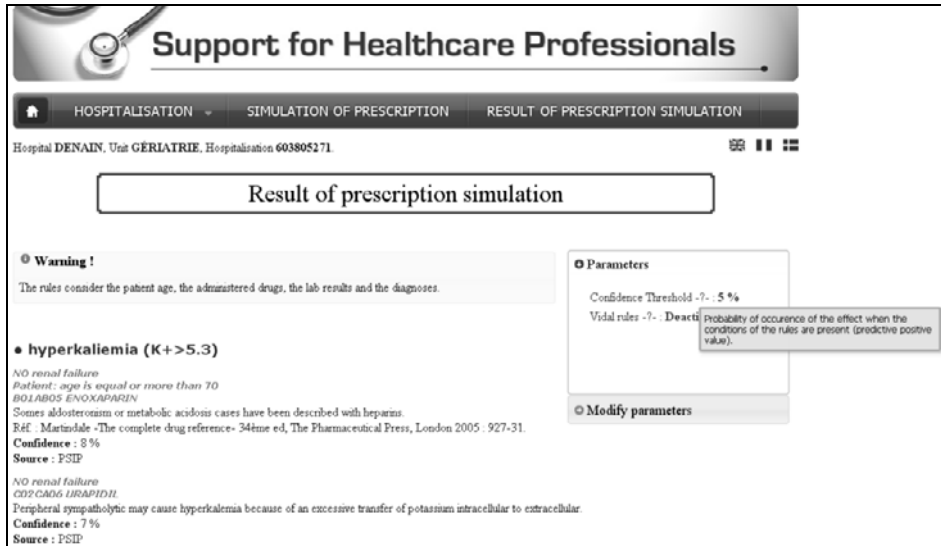 Support for Healthcare Professionals
HOSPITALISATION SIMULATION OF PRESCRIPTION RESULT OF PRESCRIPTION SIMULATION
Hospital DENAIN, Unit GÉRIATRIE, Hospitalisation 603805271.
Result of prescription simulation
Warning !
The rules consider the patient age, the administered drugs, the lab results and the diagnoses.
Parameters
Confidence Threshold -?- : 5 %
Vidal rules -?- : Deacti
Probability of occurence of the effect when the
conditions of the rules are present (predictive positive
value).
Modify parameters
• hyperkaliemia (K+>5.3)
NO renal failure
Patient: age is equal or more than 70
B01AB05 ENOXAPARIN
Somes aldosteronism or metabolic acidosis cases have been described with heparins.
Réf. : Martindale -The complete drug reference- 34ème ed, The Pharmaceutical Press, London 2005 : 927-31.
Confidence : 8 %
Source : PSIP
NO renal failure
C02CA06 URAPIDIL
Peripheral sympatholytic may cause hyperkalemia because of an excessive transfer of potassium intracellular to extracellular.
Confidence : 7 %
Source : PSIP